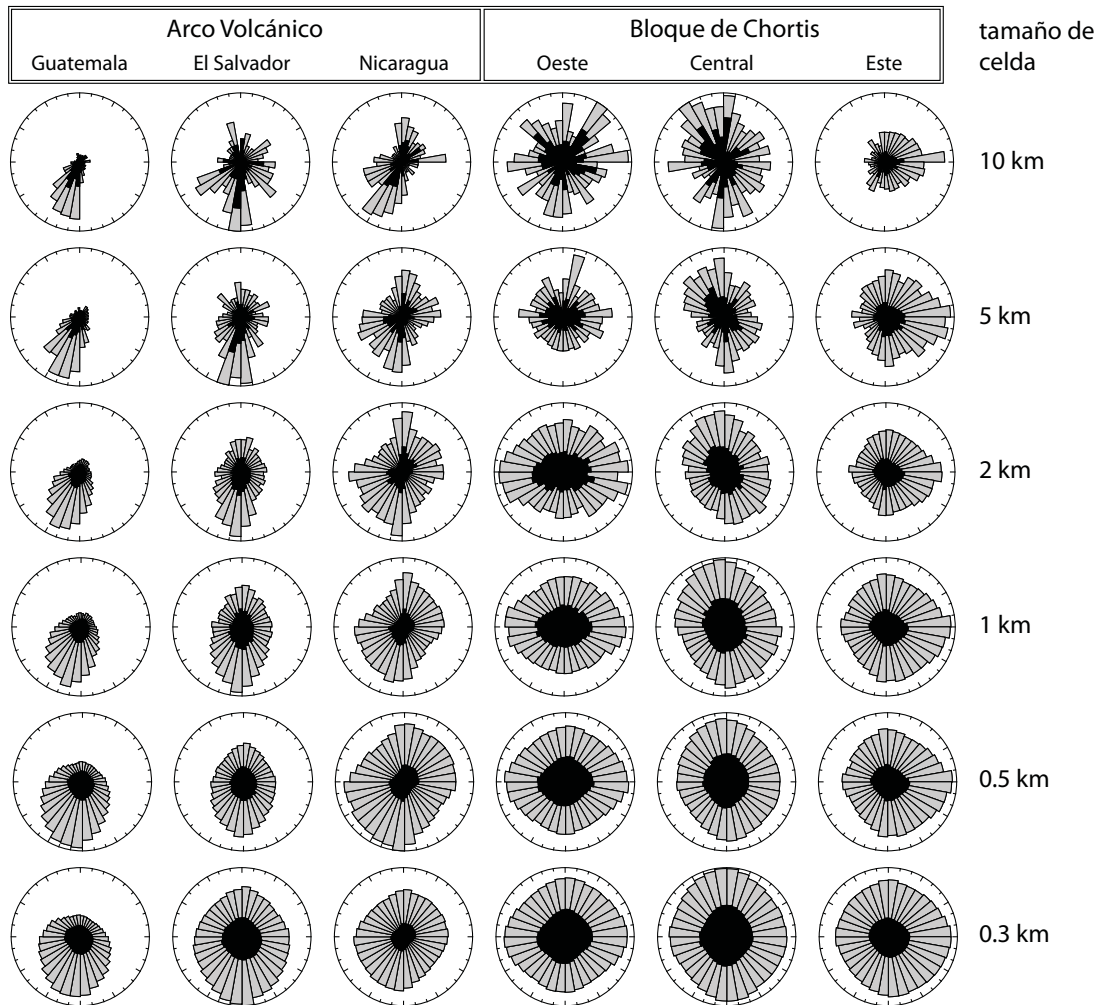 Arco Volcánico
Bloque de Chortis
tamaño de
celda
Guatemala
El Salvador
Nicaragua
Oeste
Central
Este
10 km
5 km
2 km
1 km
0.5 km
0.3 km